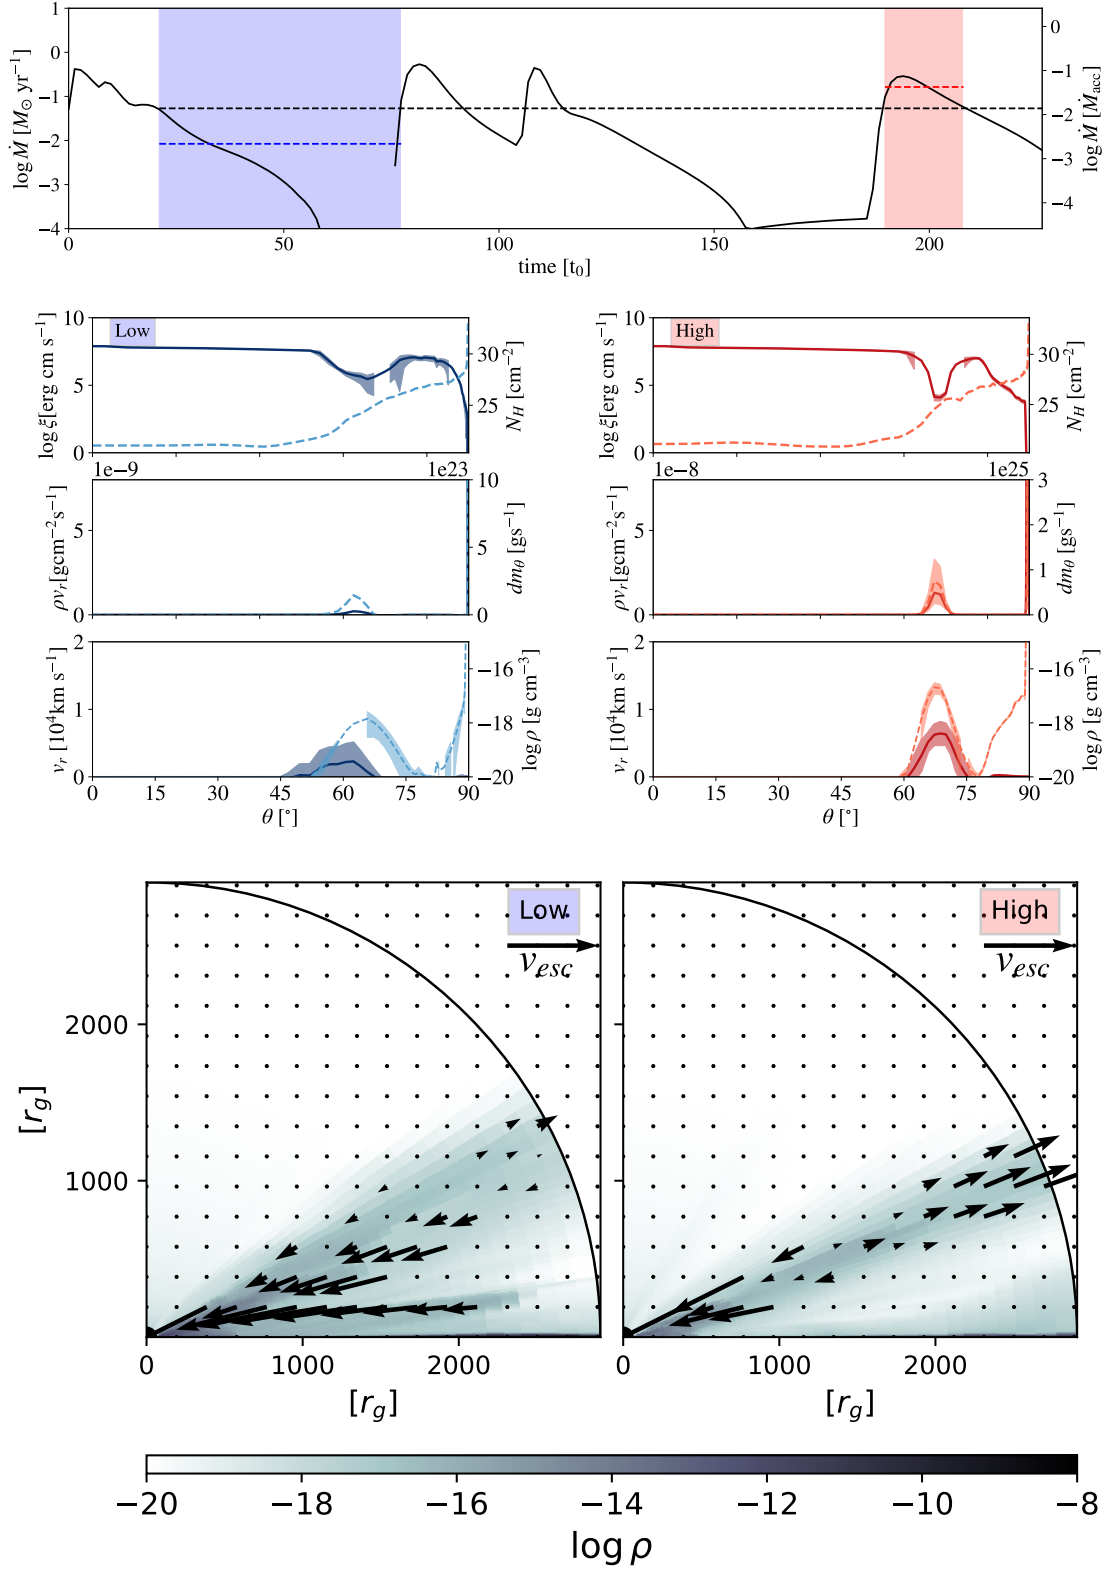 1
0
−1
−2
−3
−4
log Ṁ [M⊙ yr−1]
0
−1
−2
−3
−4
log Ṁ [Ṁacc]
0 50 100 150 200
time [t0]
Low
10
5
0
log ξ[erg cm s−1]
30
25
NH [cm−2]
High
10
5
0
log ξ[erg cm s−1]
30
25
NH [cm−2]
1e−9 1e23
5
0
ρvr[gcm−2s−1]
10
5
0
dmθ [gs−1]
1e−8 1e25
5
0
ρvr[gcm−2s−1]
3
2
1
0
dmθ [gs−1]
2
1
0
vr [104km s−1]
−16
−18
−20
log ρ [g cm−3]
0 15 30 45 60 75 90
θ [°]
2
1
0
vr [104km s−1]
−16
−18
−20
log ρ [g cm−3]
0 15 30 45 60 75 90
θ [°]
Low
vesc
High
vesc
2000
1000
[rg]
0 1000 2000
[rg]
0 1000 2000
[rg]
−20 −18 −16 −14 −12 −10 −8
log ρ